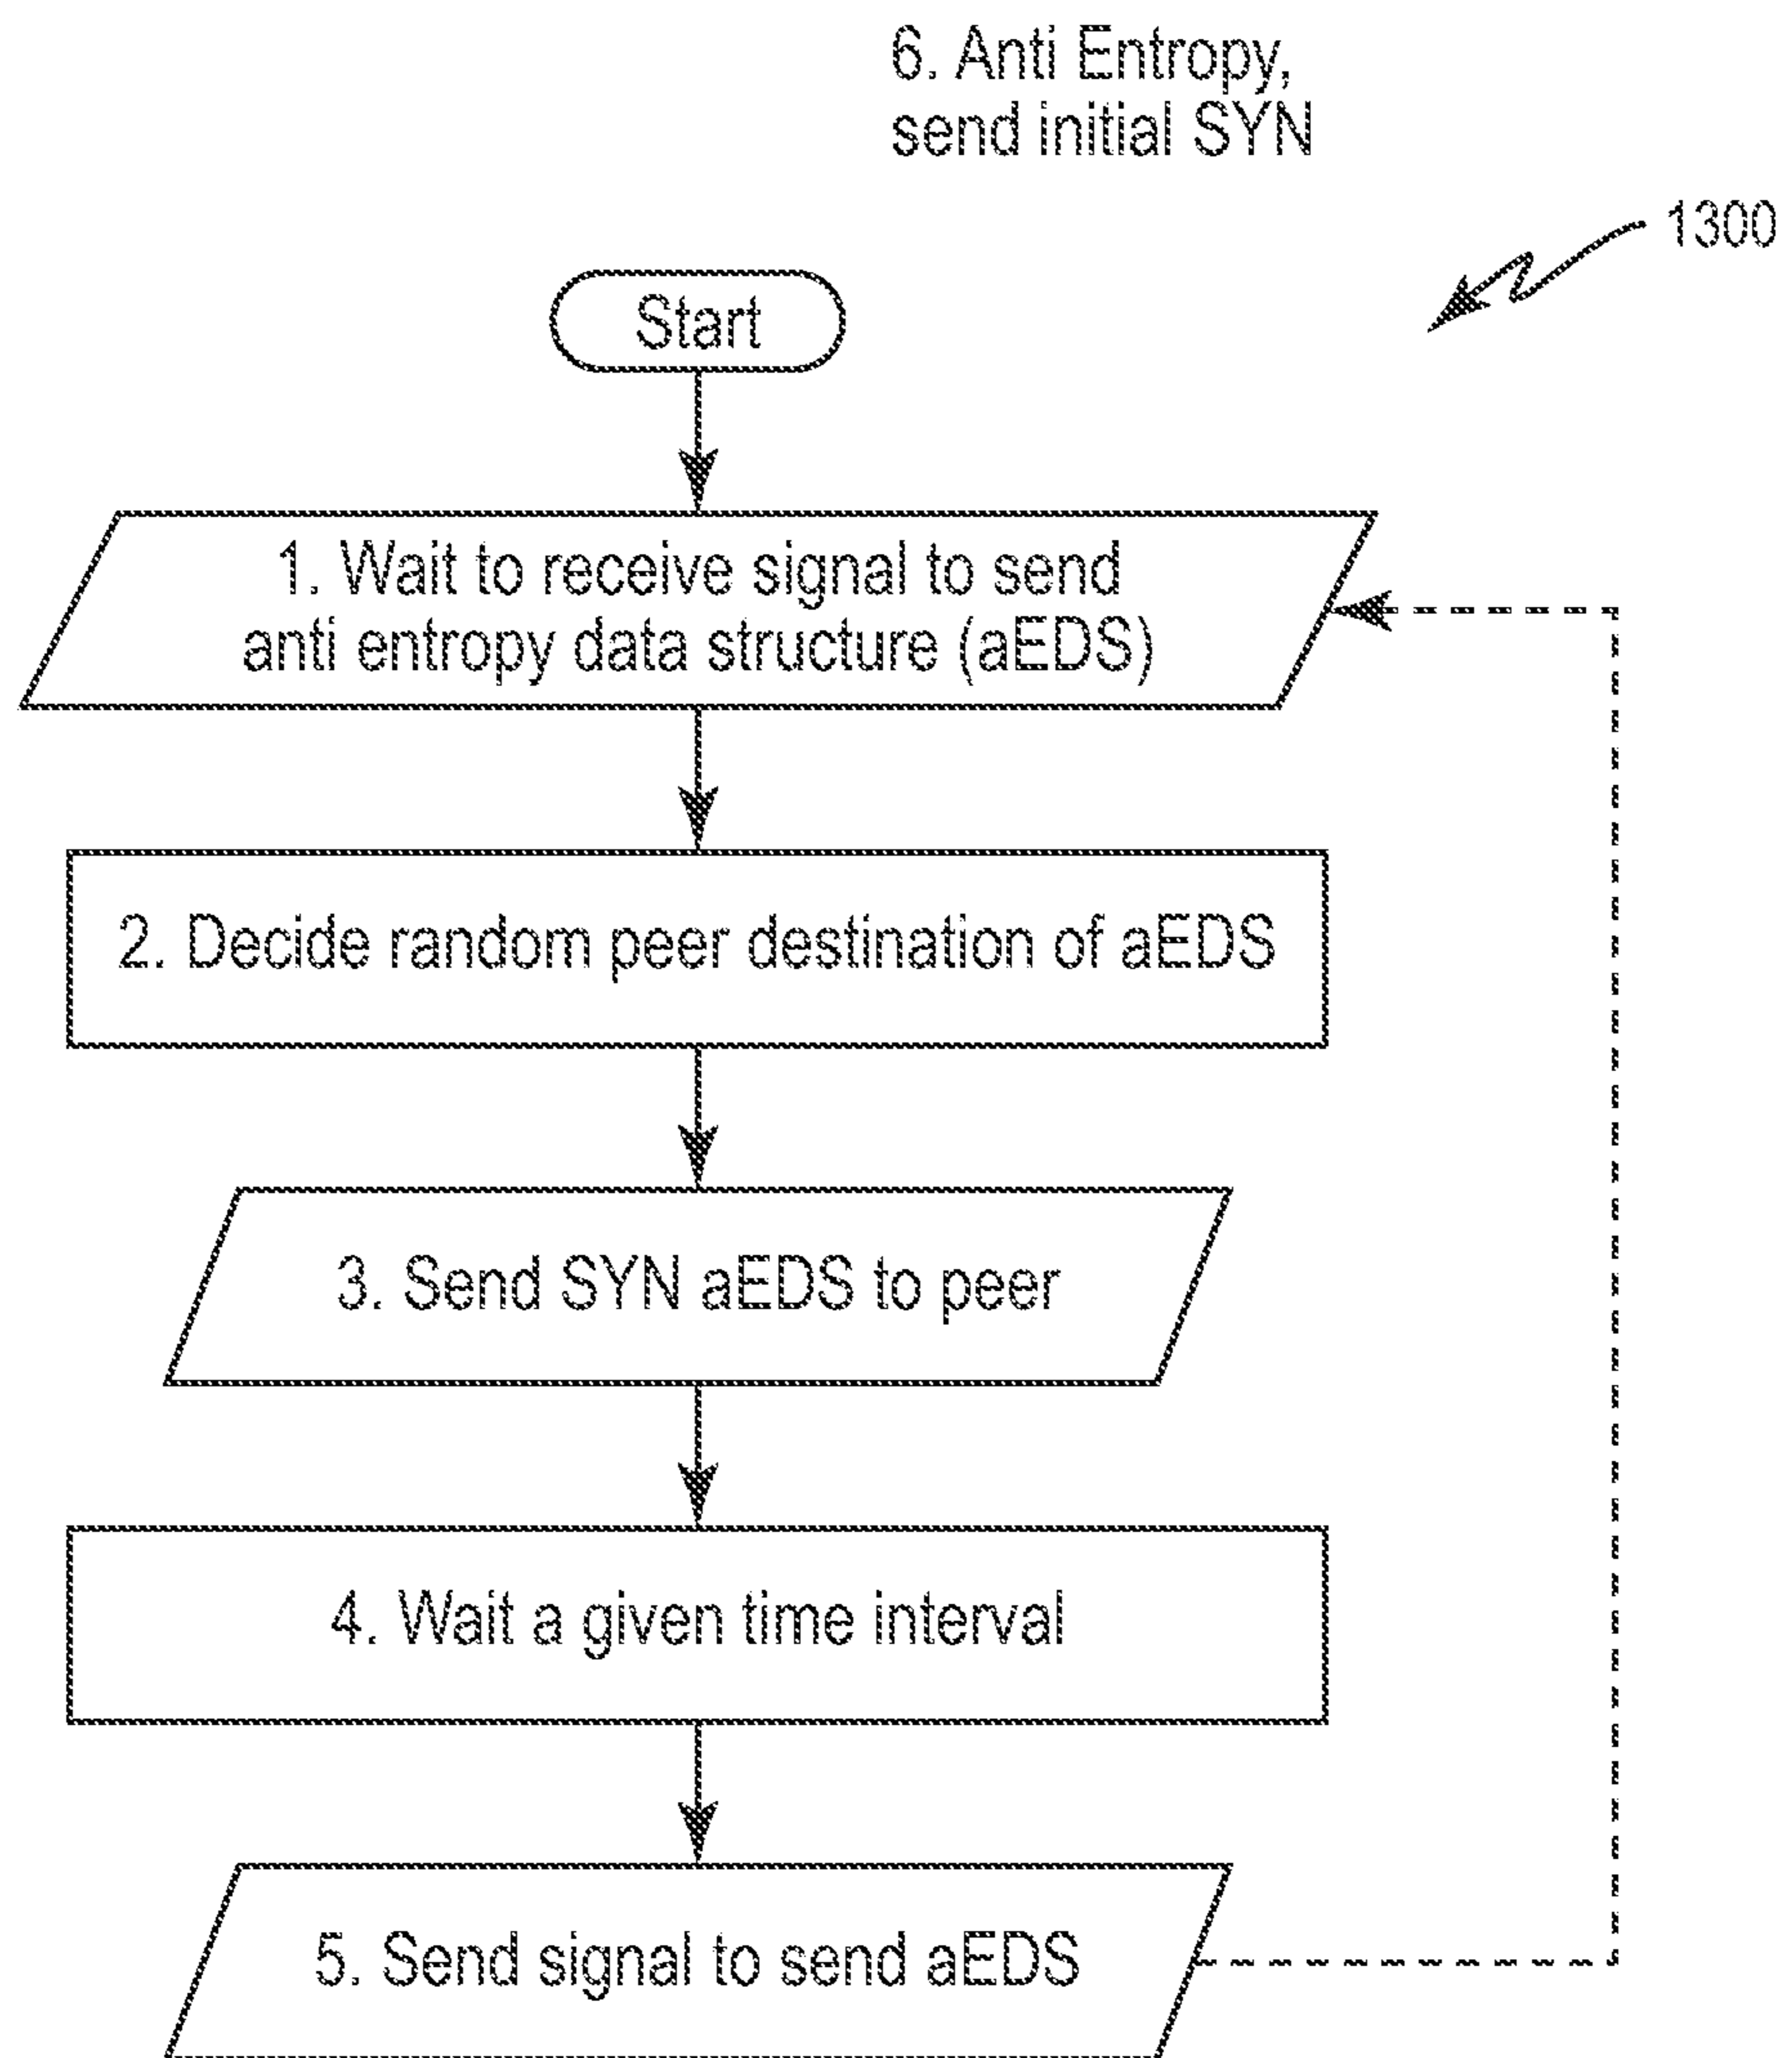 6. Anti Entropy,
send initial SYN
1300
Start
1. Wait to receive signal to send
anti entropy data structure (aEDS)
2. Decide random peer destination of aEDS
3. Send SYN aEDS to peer
4. Wait a given time interval
5. Send signal to send aEDS